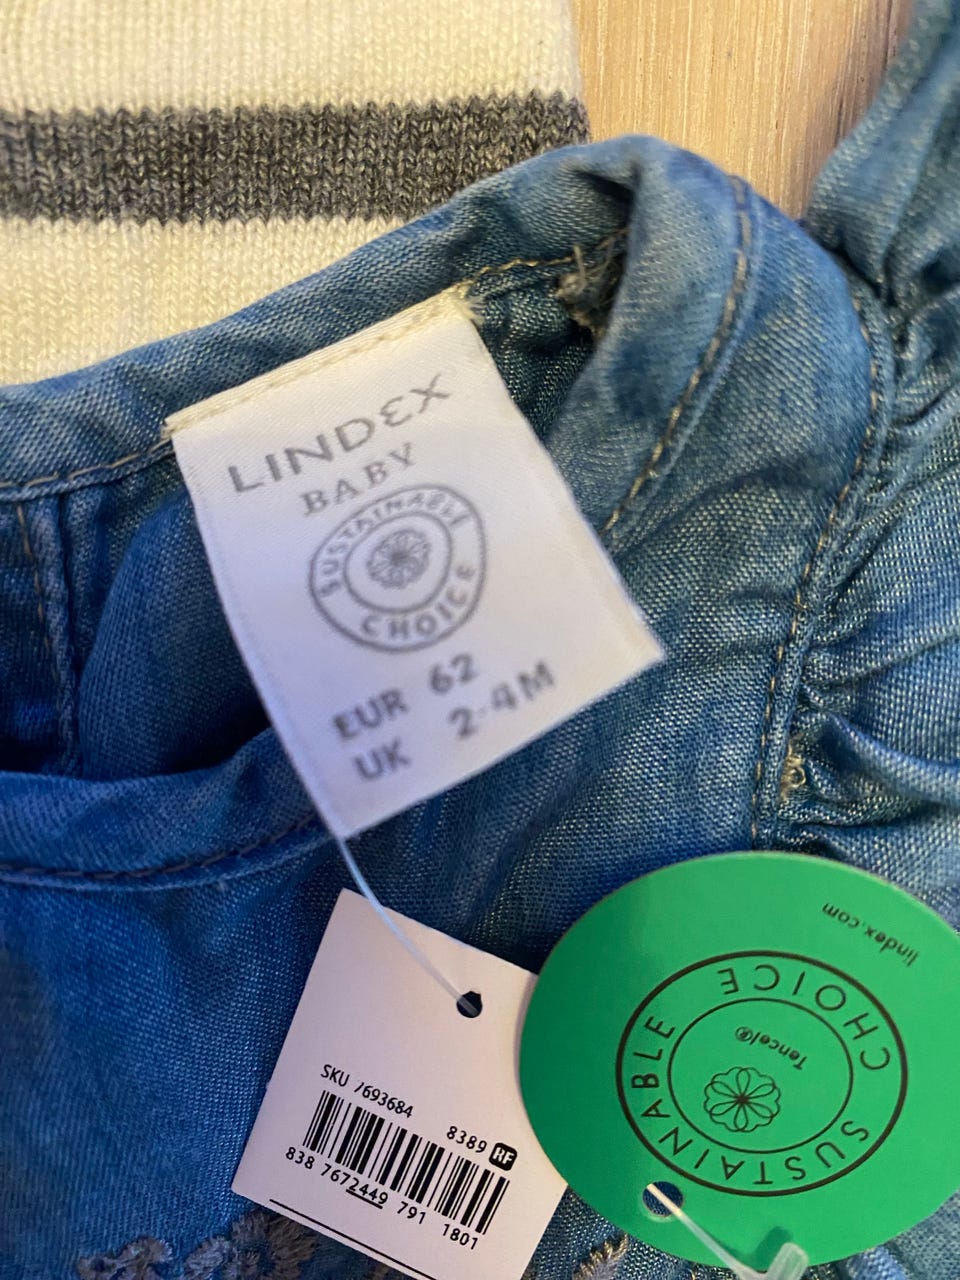 LINDEX
BABY
SUSTAINABLE
CHOICE
EUR 62
UK 2-4M
SKU 7693684
8389 RF
838 7672449 791 1801
lindex.com
SUSTAINABLE CHOICE
Tencel®